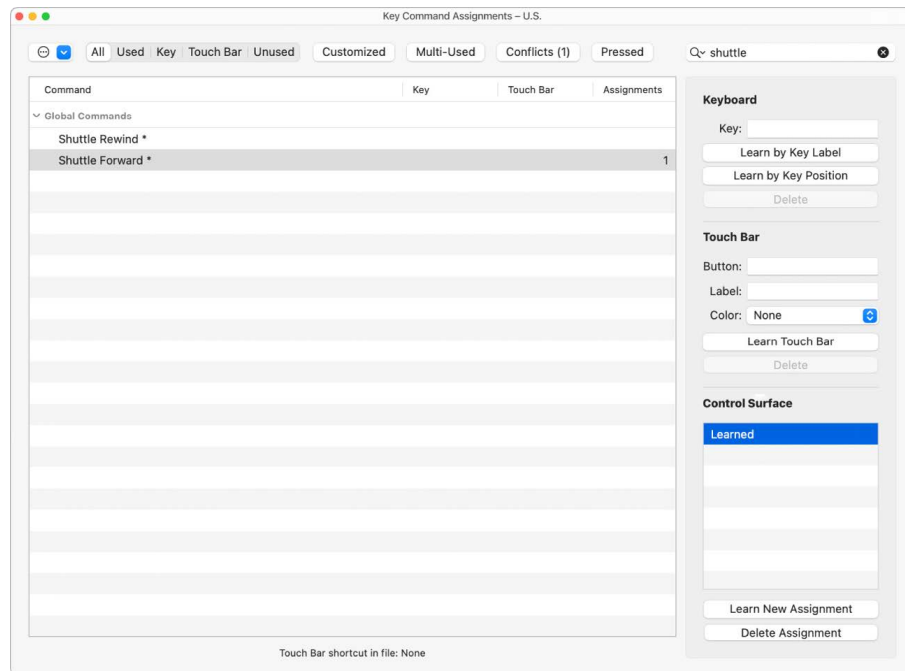 Key Command Assignments – U.S.
All Used Key Touch Bar Unused Customized Multi-Used Conflicts (1) Pressed shuttle
Command Key Touch Bar Assignments
Global Commands
Shuttle Rewind *
Shuttle Forward * 1
Touch Bar shortcut in file: None
Keyboard
Key:
Learn by Key Label
Learn by Key Position
Delete
Touch Bar
Button:
Label:
Color: None
Learn Touch Bar
Delete
Control Surface
Learned
Learn New Assignment
Delete Assignment